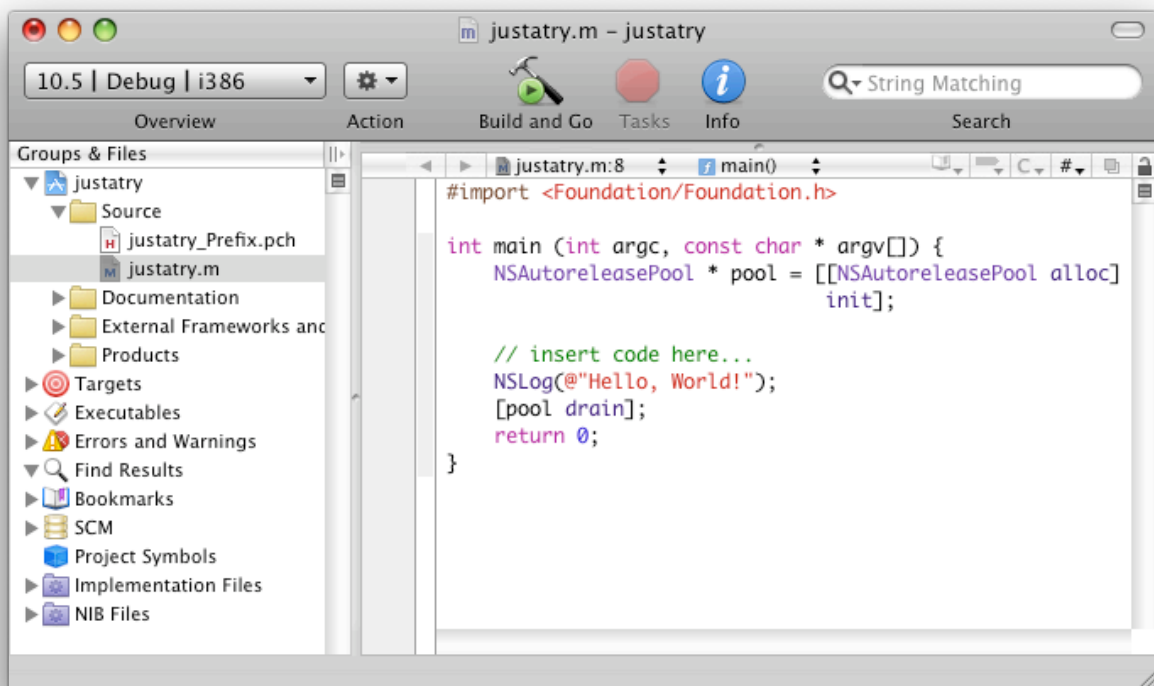 justatry.m – justatry
10.5 | Debug | i386
String Matching
Overview
Action
Build and Go
Tasks
Info
Search
Groups & Files
justatry
Source
justatry_Prefix.pch
justatry.m
Documentation
External Frameworks and
Products
Targets
Executables
Errors and Warnings
Find Results
Bookmarks
SCM
Project Symbols
Implementation Files
NIB Files
justatry.m:8
main()
C
#
#import <Foundation/Foundation.h>
int main (int argc, const char * argv[]) {
NSAutoreleasePool * pool = [[NSAutoreleasePool alloc]
init];
// insert code here...
NSLog(@"Hello, World!");
[pool drain];
return 0;
}